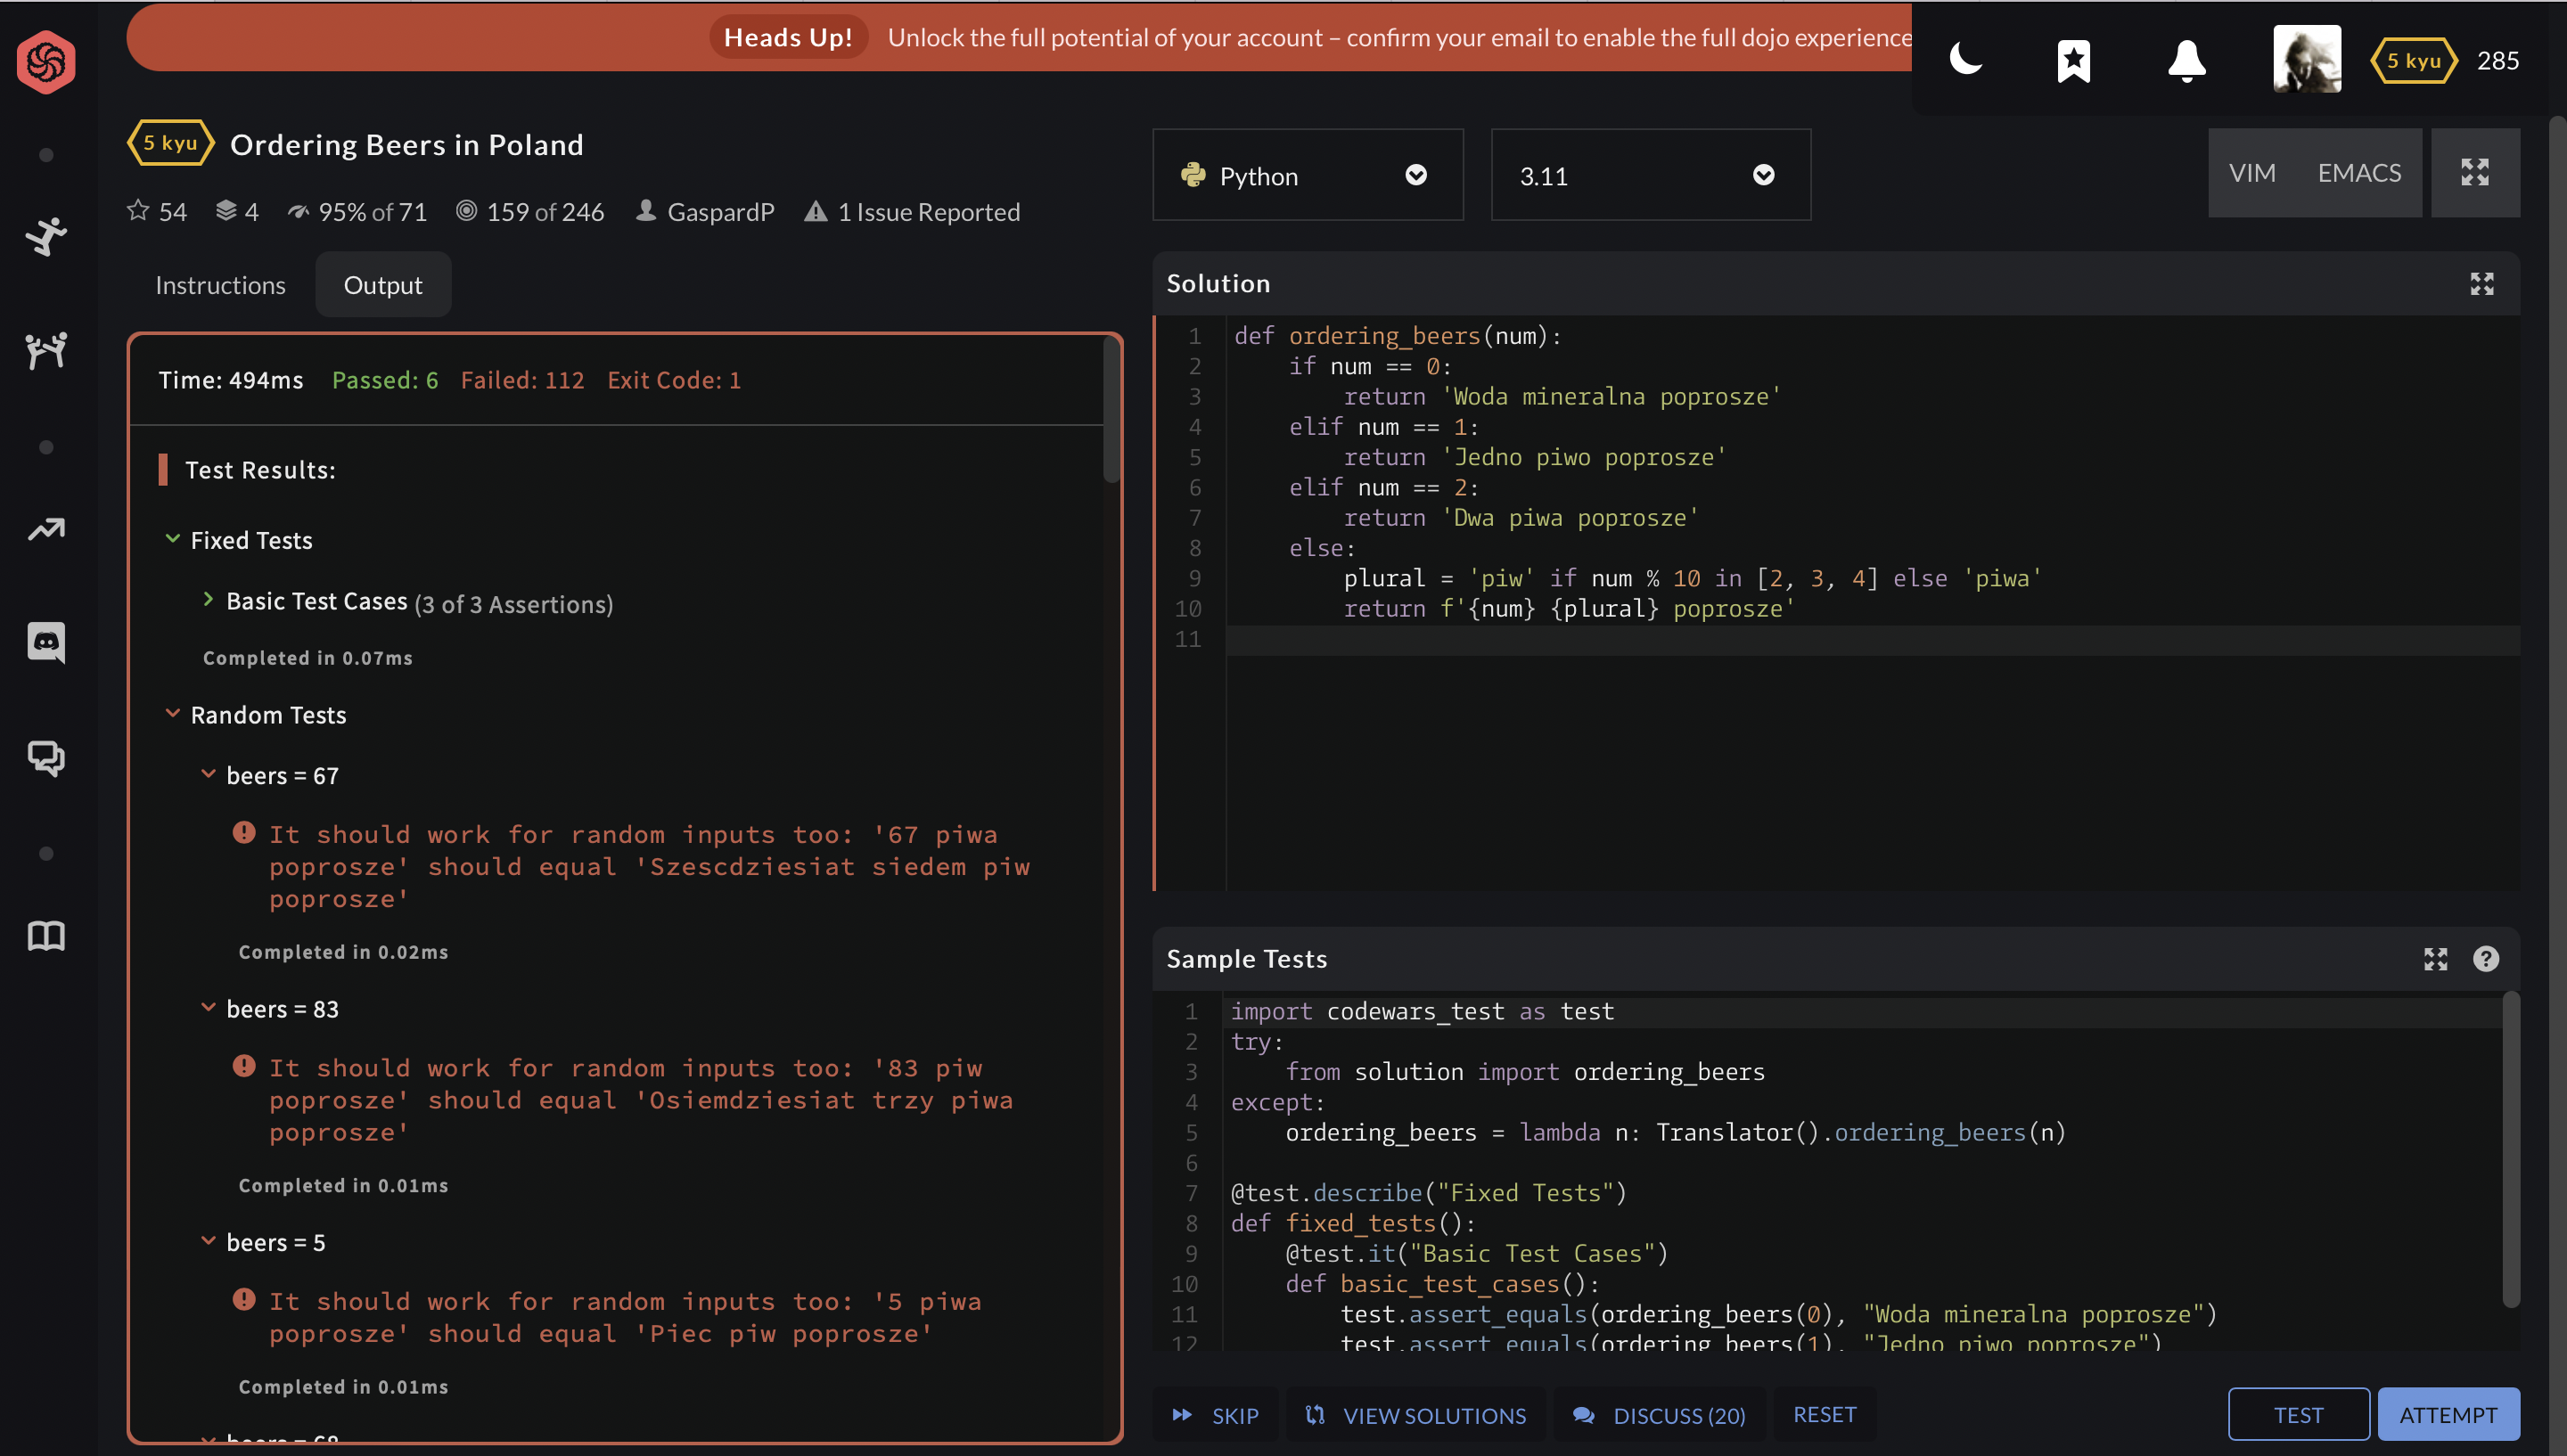 Heads Up! Unlock the full potential of your account – confirm your email to enable the full dojo experience
5 kyu 285
5 kyu Ordering Beers in Poland
54 4 95% of 71 159 of 246 GaspardP 1 Issue Reported
Instructions Output
Time: 494ms Passed: 6 Failed: 112 Exit Code: 1
Test Results:
Fixed Tests
Basic Test Cases (3 of 3 Assertions)
Completed in 0.07ms
Random Tests
beers = 67
It should work for random inputs too: '67 piwa
poprosze' should equal 'Szescdziesiat siedem piw
poprosze'
Completed in 0.02ms
beers = 83
It should work for random inputs too: '83 piw
poprosze' should equal 'Osiemdziesiat trzy piwa
poprosze'
Completed in 0.01ms
beers = 5
It should work for random inputs too: '5 piwa
poprosze' should equal 'Piec piw poprosze'
Completed in 0.01ms
beers = 68
Python 3.11 VIM EMACS
Solution
1 def ordering_beers(num):
2     if num == 0:
3         return 'Woda mineralna poprosze'
4     elif num == 1:
5         return 'Jedno piwo poprosze'
6     elif num == 2:
7         return 'Dwa piwa poprosze'
8     else:
9         plural = 'piw' if num % 10 in [2, 3, 4] else 'piwa'
10         return f'{num} {plural} poprosze'
11
Sample Tests
1 import codewars_test as test
2 try:
3     from solution import ordering_beers
4 except:
5     ordering_beers = lambda n: Translator().ordering_beers(n)
6
7 @test.describe("Fixed Tests")
8 def fixed_tests():
9     @test.it("Basic Test Cases")
10     def basic_test_cases():
11         test.assert_equals(ordering_beers(0), "Woda mineralna poprosze")
12         test.assert_equals(ordering_beers(1), "Jedno piwo poprosze")
SKIP VIEW SOLUTIONS DISCUSS (20) RESET TEST ATTEMPT